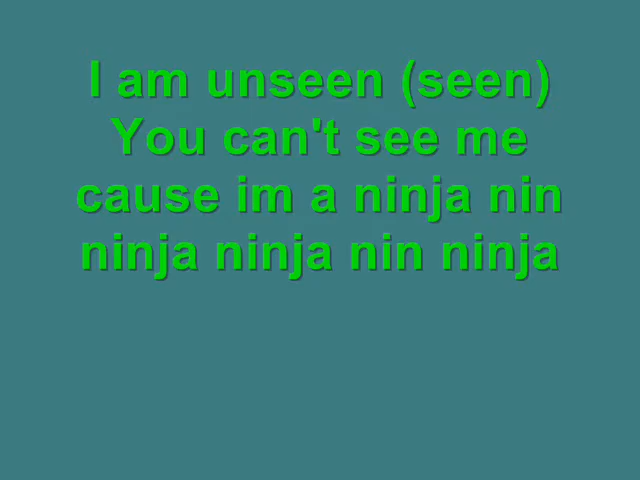 I am unseen (seen)
You can't see me
cause im a ninja nin
ninja ninja nin ninja